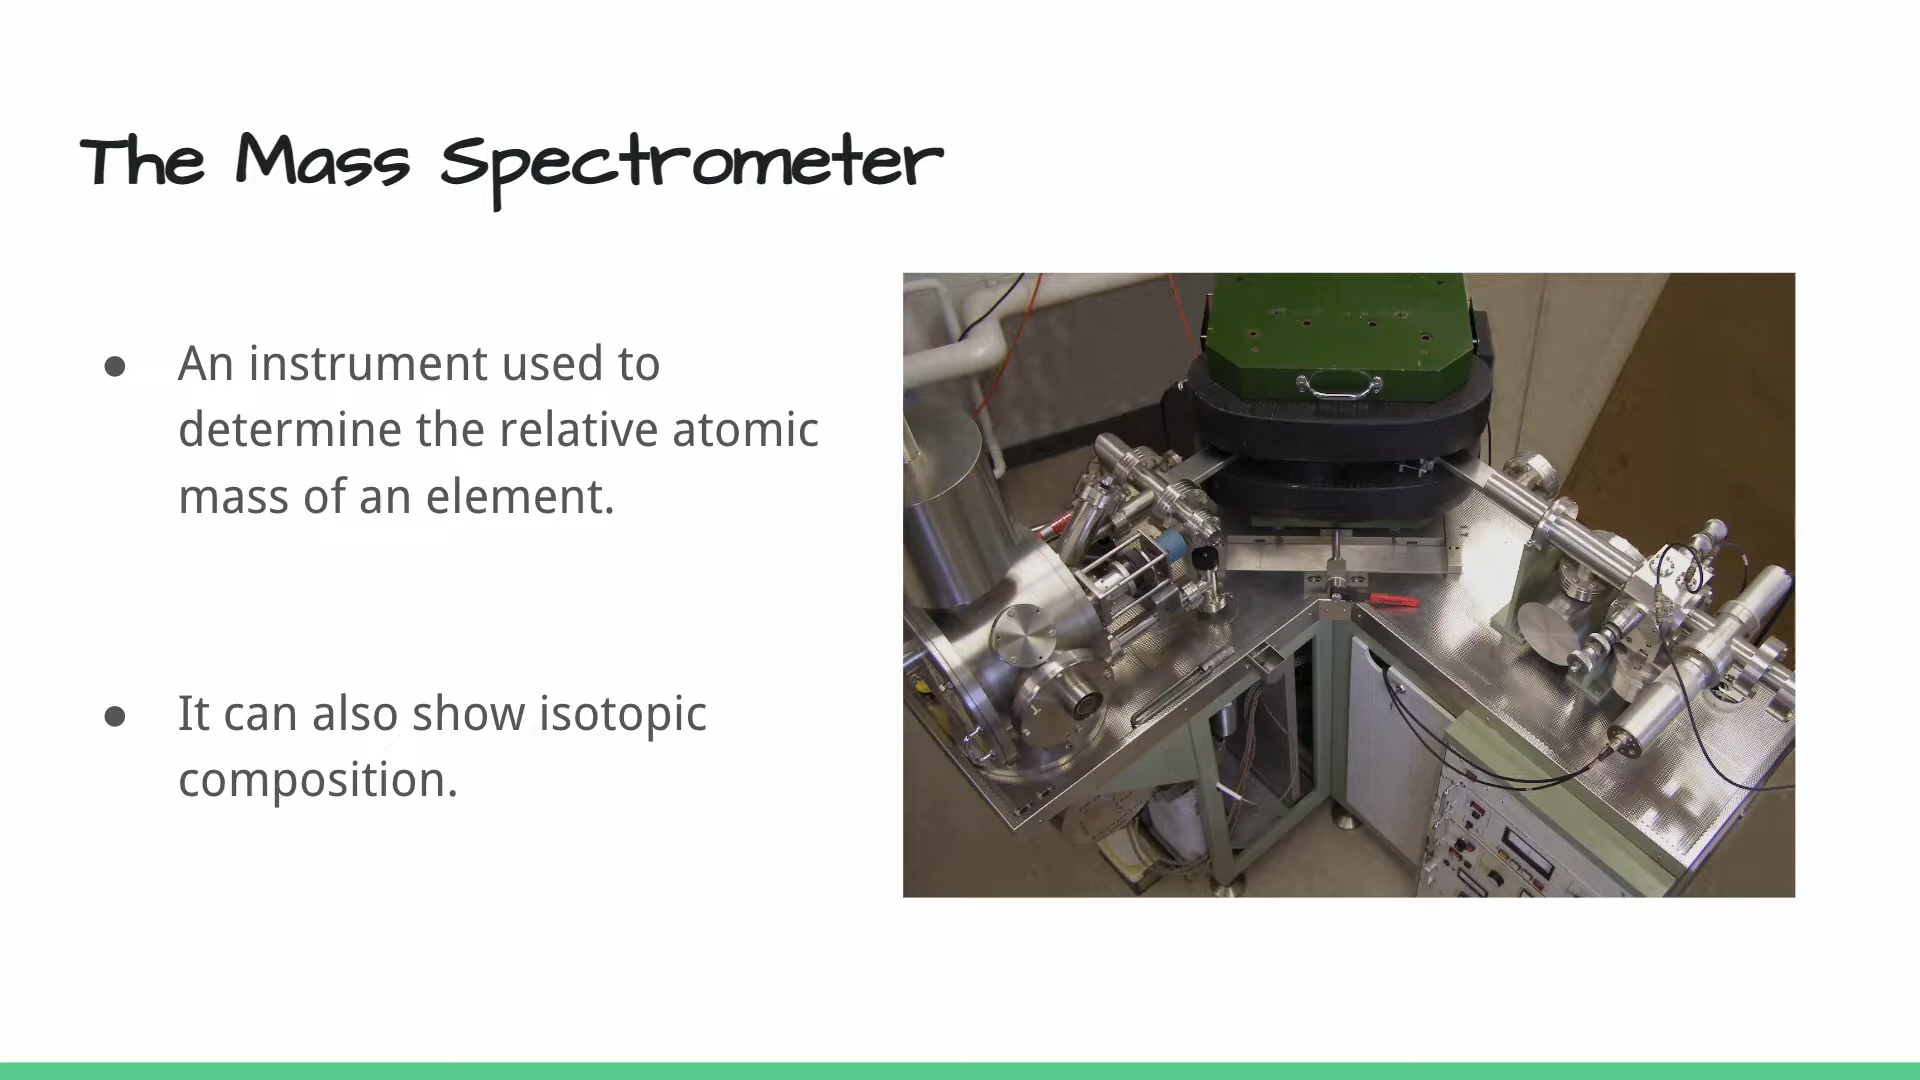 The Mass Spectrometer
● An instrument used to
determine the relative atomic
mass of an element.
● It can also show isotopic
composition.